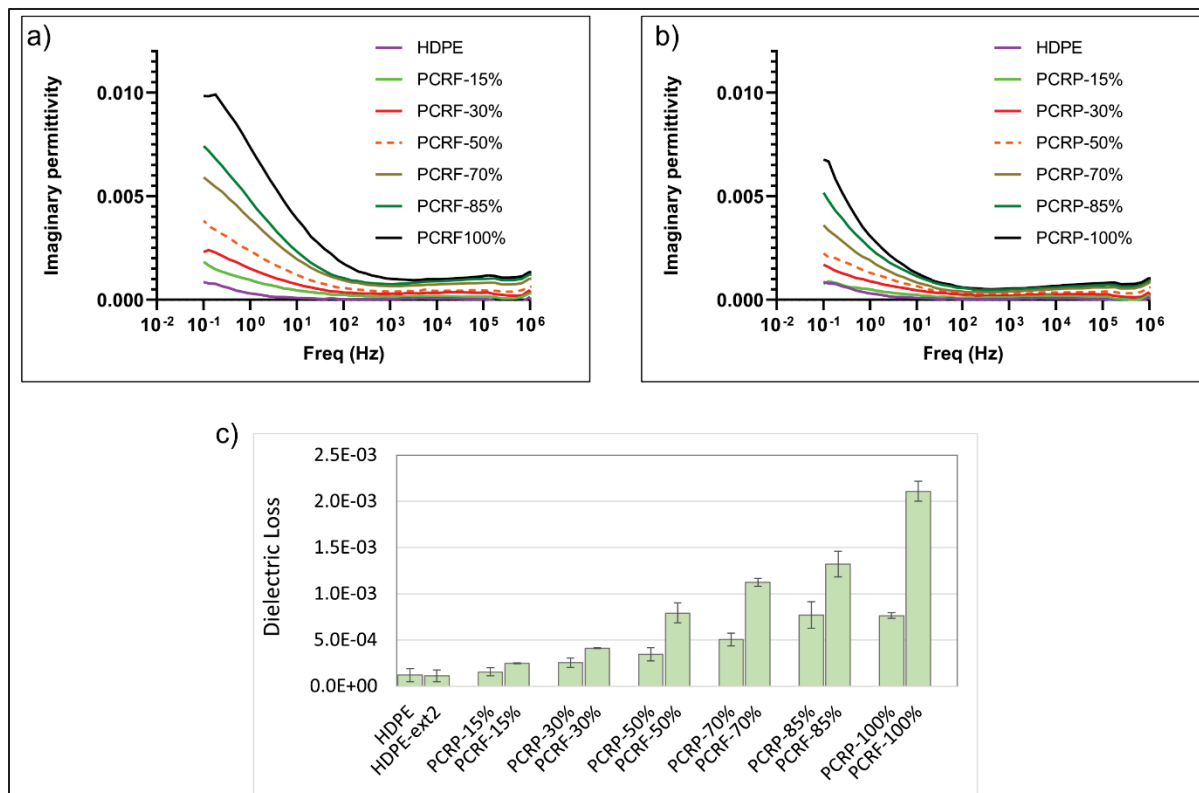 a)
Imaginary permittivity
0.010
0.005
0.000
10-2 10-1 100 101 102 103 104 105 106
Freq (Hz)
HDPE
PCRF-15%
PCRF-30%
PCRF-50%
PCRF-70%
PCRF-85%
PCRF100%
b)
Imaginary permittivity
0.010
0.005
0.000
10-2 10-1 100 101 102 103 104 105 106
Freq (Hz)
HDPE
PCRP-15%
PCRP-30%
PCRP-50%
PCRP-70%
PCRP-85%
PCRP-100%
c)
Dielectric Loss
2.5E-03
2.0E-03
1.5E-03
1.0E-03
5.0E-04
0.0E+00
HDPE
HDPE-ext2
PCRP-15%
PCRF-15%
PCRP-30%
PCRF-30%
PCRP-50%
PCRF-50%
PCRP-70%
PCRF-70%
PCRP-85%
PCRF-85%
PCRP-100%
PCRF-100%